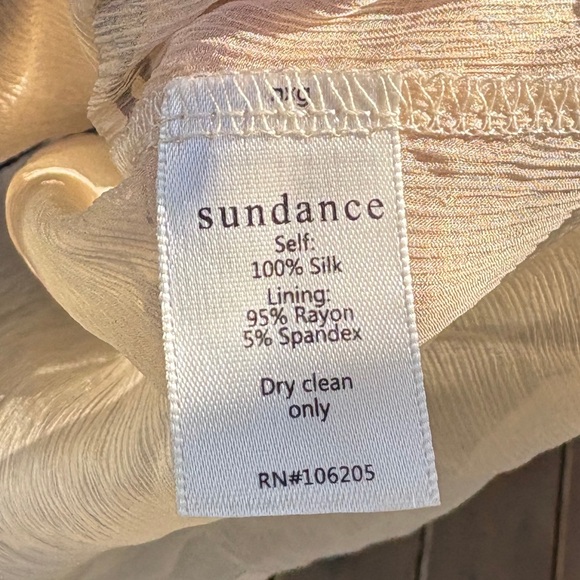 sundance
Self:
100% Silk
Lining:
95% Rayon
5% Spandex
Dry clean
only
RN#106205